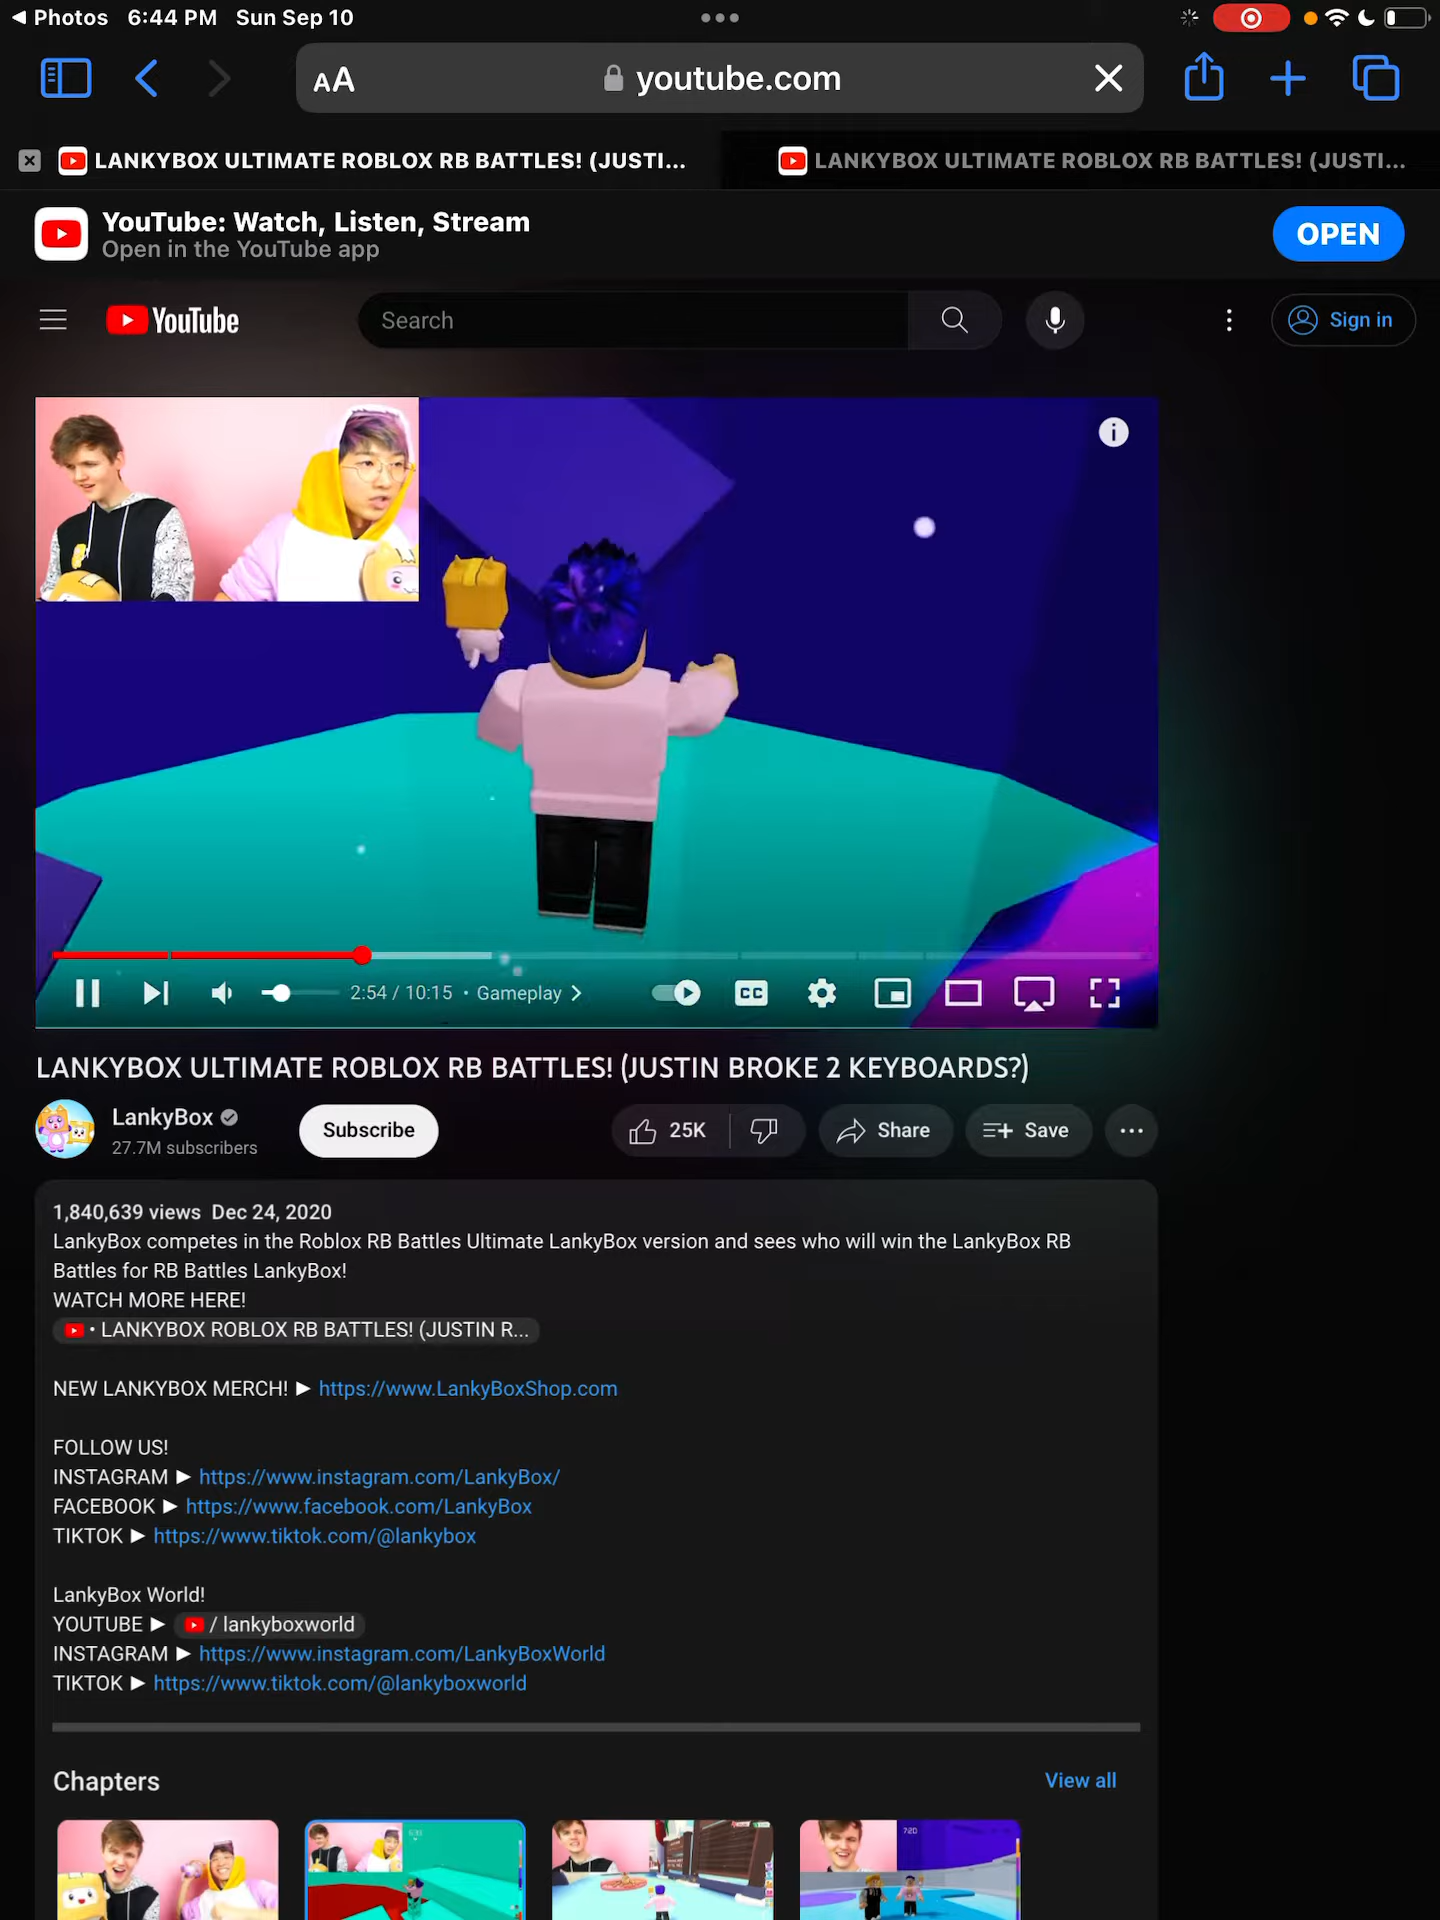 Photos 6:44 PM Sun Sep 10
AA youtube.com
LANKYBOX ULTIMATE ROBLOX RB BATTLES! (JUSTI...
LANKYBOX ULTIMATE ROBLOX RB BATTLES! (JUSTI...
YouTube: Watch, Listen, Stream
Open in the YouTube app
OPEN
YouTube
Search
Sign in
2:54 / 10:15 • Gameplay
CC
LANKYBOX ULTIMATE ROBLOX RB BATTLES! (JUSTIN BROKE 2 KEYBOARDS?)
LankyBox
27.7M subscribers
Subscribe
25K
Share
Save
1,840,639 views Dec 24, 2020
LankyBox competes in the Roblox RB Battles Ultimate LankyBox version and sees who will win the LankyBox RB
Battles for RB Battles LankyBox!
WATCH MORE HERE!
• LANKYBOX ROBLOX RB BATTLES! (JUSTIN R...
NEW LANKYBOX MERCH! ► https://www.LankyBoxShop.com
FOLLOW US!
INSTAGRAM ► https://www.instagram.com/LankyBox/
FACEBOOK ► https://www.facebook.com/LankyBox
TIKTOK ► https://www.tiktok.com/@lankybox
LankyBox World!
YOUTUBE ► / lankyboxworld
INSTAGRAM ► https://www.instagram.com/LankyBoxWorld
TIKTOK ► https://www.tiktok.com/@lankyboxworld
Chapters
View all